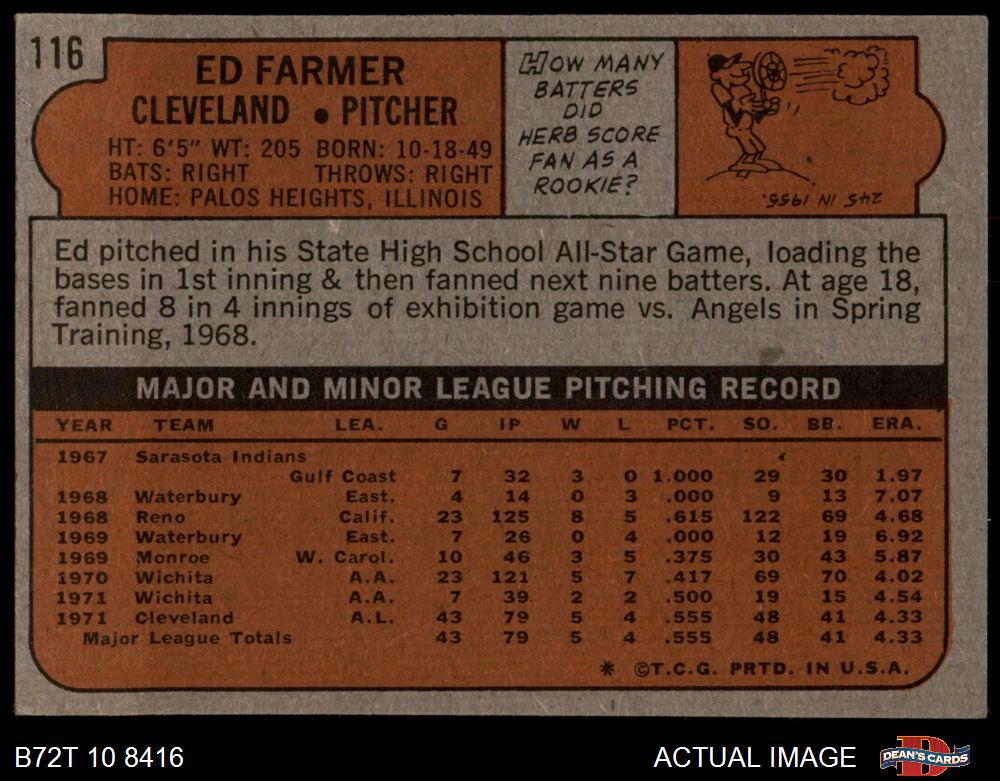 116
ED FARMER
CLEVELAND • PITCHER
HT: 6'5" WT: 205 BORN: 10-18-49
BATS: RIGHT THROWS: RIGHT
HOME: PALOS HEIGHTS, ILLINOIS
HOW MANY
BATTERS
DID
HERB SCORE
FAN AS A
ROOKIE?
245 IN 1955.
Ed pitched in his State High School All-Star Game, loading the
bases in 1st inning & then fanned next nine batters. At age 18,
fanned 8 in 4 innings of exhibition game vs. Angels in Spring
Training, 1968.
MAJOR AND MINOR LEAGUE PITCHING RECORD
YEAR TEAM LEA. G IP W L PCT. SO. BB. ERA.
1967 Sarasota Indians
Gulf Coast 7 32 3 0 1.000 29 30 1.97
1968 Waterbury East. 4 14 0 3 .000 9 13 7.07
1968 Reno Calif. 23 125 8 5 .615 122 69 4.68
1969 Waterbury East. 7 26 0 4 .000 12 19 6.92
1969 Monroe W. Carol. 10 46 3 5 .375 30 43 5.87
1970 Wichita A.A. 23 121 5 7 .417 69 70 4.02
1971 Wichita A.A. 7 39 2 2 .500 19 15 4.54
1971 Cleveland A.L. 43 79 5 4 .555 48 41 4.33
Major League Totals 43 79 5 4 .555 48 41 4.33
* ©T.C.G. PRTD. IN U.S.A.
B72T 10 8416 ACTUAL IMAGE DEAN'S CARDS